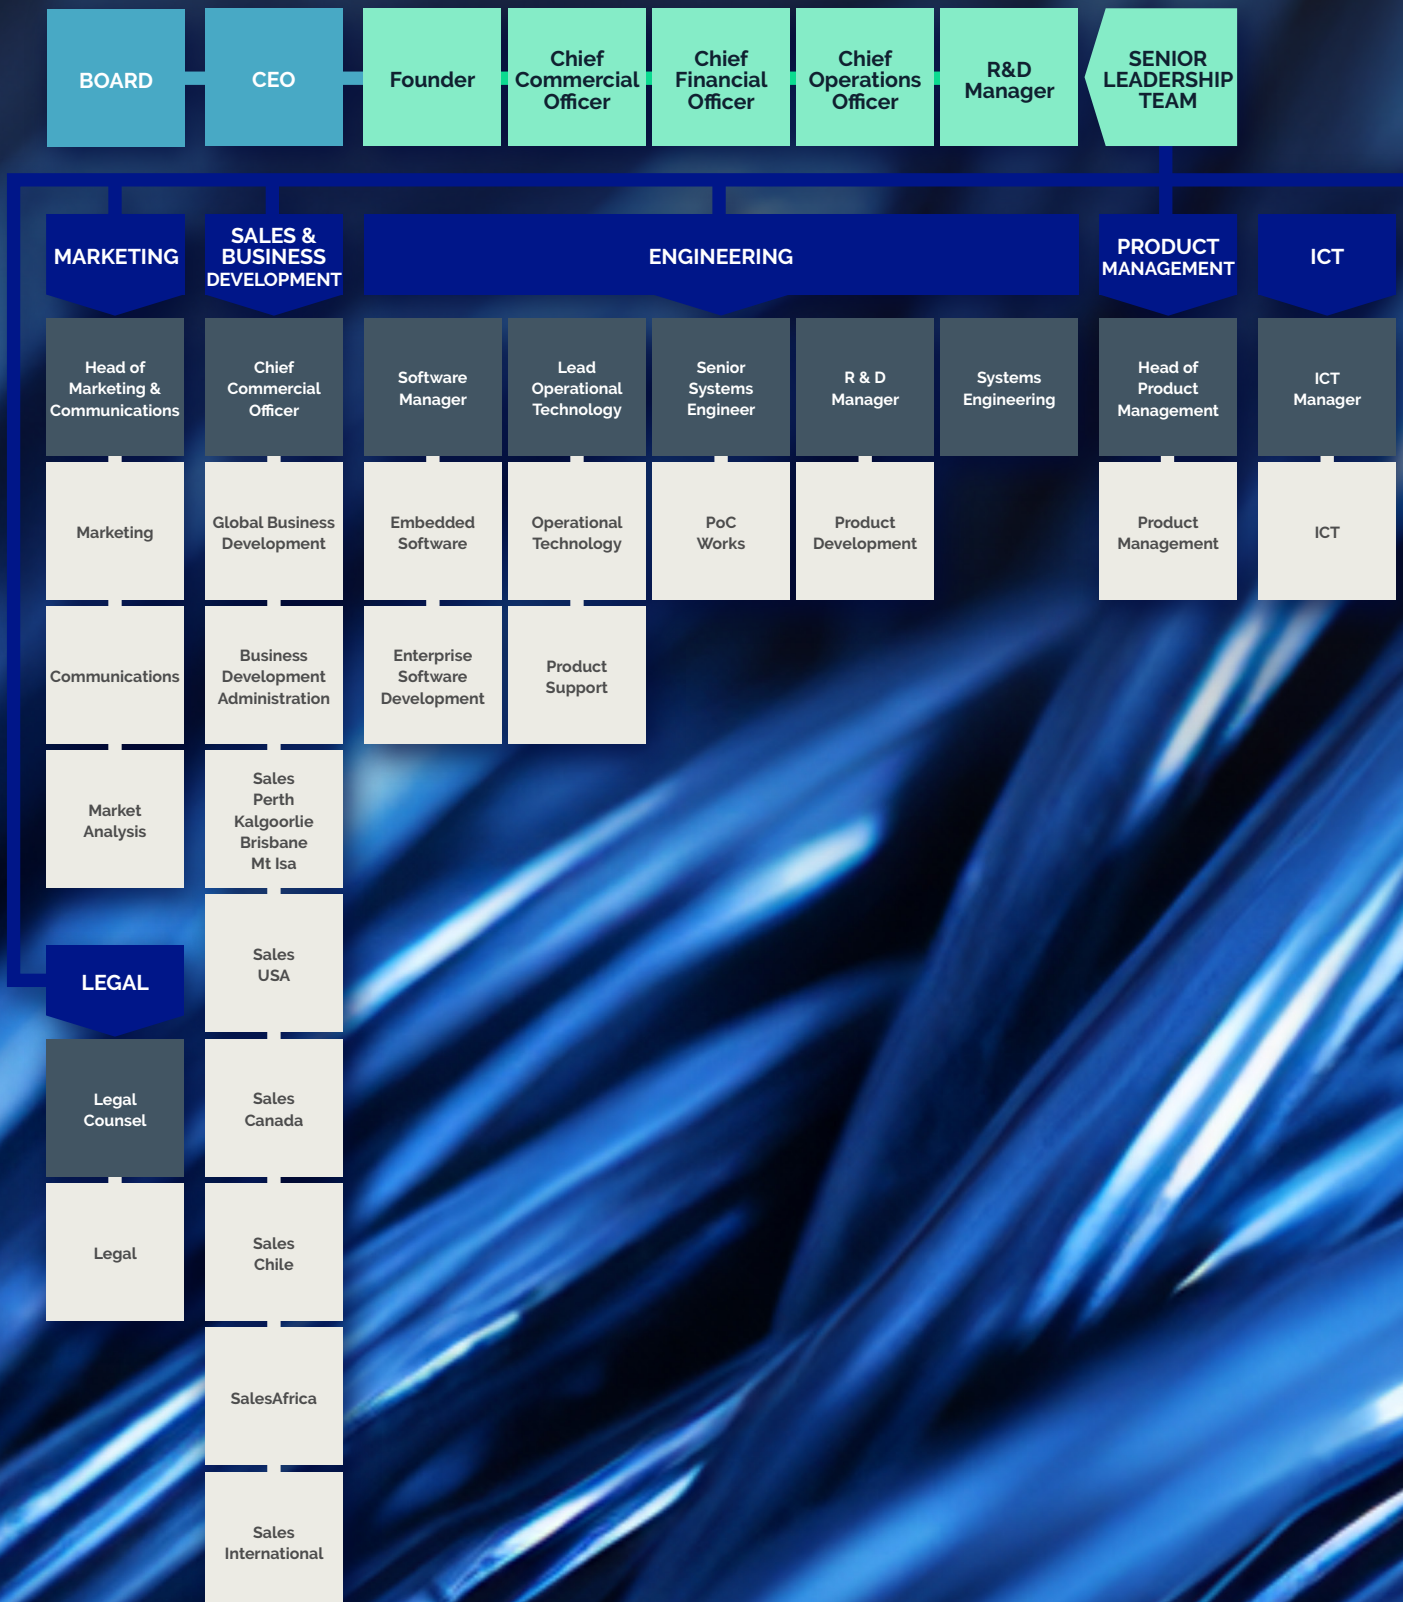 BOARD
CEO
Founder
Chief
Commercial
Officer
Chief
Financial
Officer
Chief
Operations
Officer
R&D
Manager
SENIOR
LEADERSHIP
TEAM
MARKETING
SALES &
BUSINESS
DEVELOPMENT
ENGINEERING
PRODUCT
MANAGEMENT
ICT
Head of
Marketing &
Communications
Chief
Commercial
Officer
Software
Manager
Lead
Operational
Technology
Senior
Systems
Engineer
R & D
Manager
Systems
Engineering
Head of
Product
Management
ICT
Manager
Marketing
Global Business
Development
Embedded
Software
Operational
Technology
PoC
Works
Product
Development
Product
Management
ICT
Communications
Business
Development
Administration
Enterprise
Software
Development
Product
Support
Market
Analysis
Sales
Perth
Kalgoorlie
Brisbane
Mt Isa
Sales
USA
LEGAL
Legal
Counsel
Sales
Canada
Legal
Sales
Chile
SalesAfrica
Sales
International